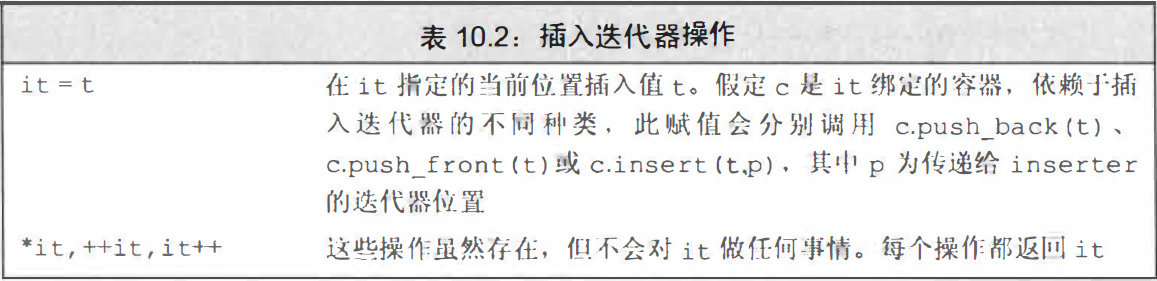 表 10.2：插入迭代器操作
it = t 在 it 指定的当前位置插入值 t。假定 c 是 it 绑定的容器，依赖于插
入迭代器的不同种类，此赋值会分别调用 c.push_back(t)、
c.push_front(t)或 c.insert(t,p)，其中 p 为传递给 inserter
的迭代器位置
*it,++it,it++ 这些操作虽然存在，但不会对 it 做任何事情。每个操作都返回 it